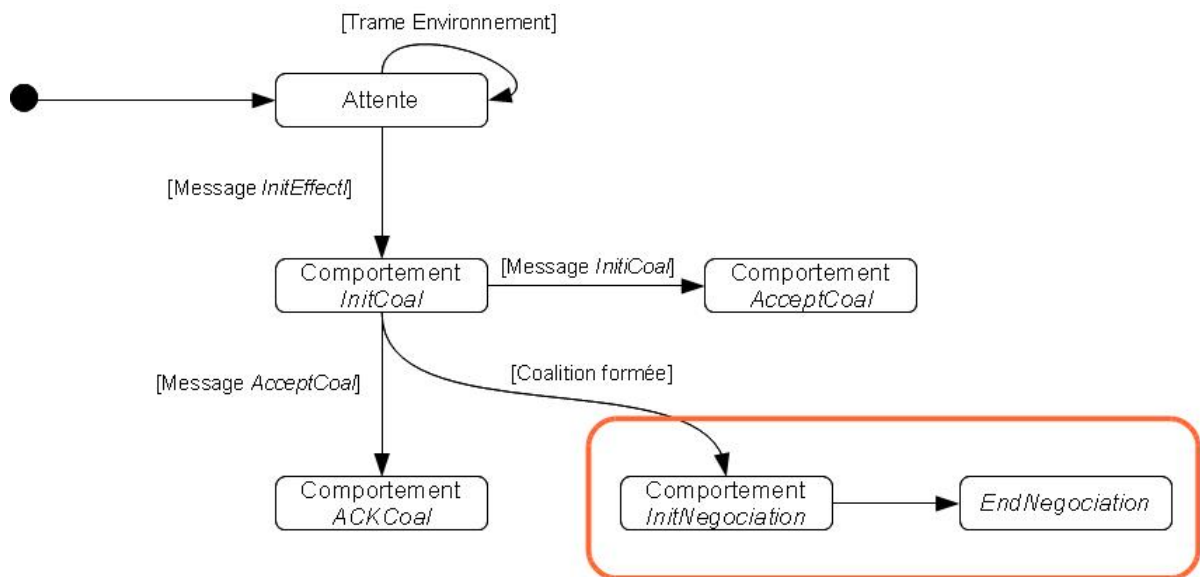 [Trame Environnement]
Attente
[Message InitEffectI]
Comportement
InitCoal
[Message InitiCoal]
Comportement
AcceptCoal
[Message AcceptCoal]
[Coalition formée]
Comportement
ACKCoal
Comportement
InitNegociation
EndNegociation